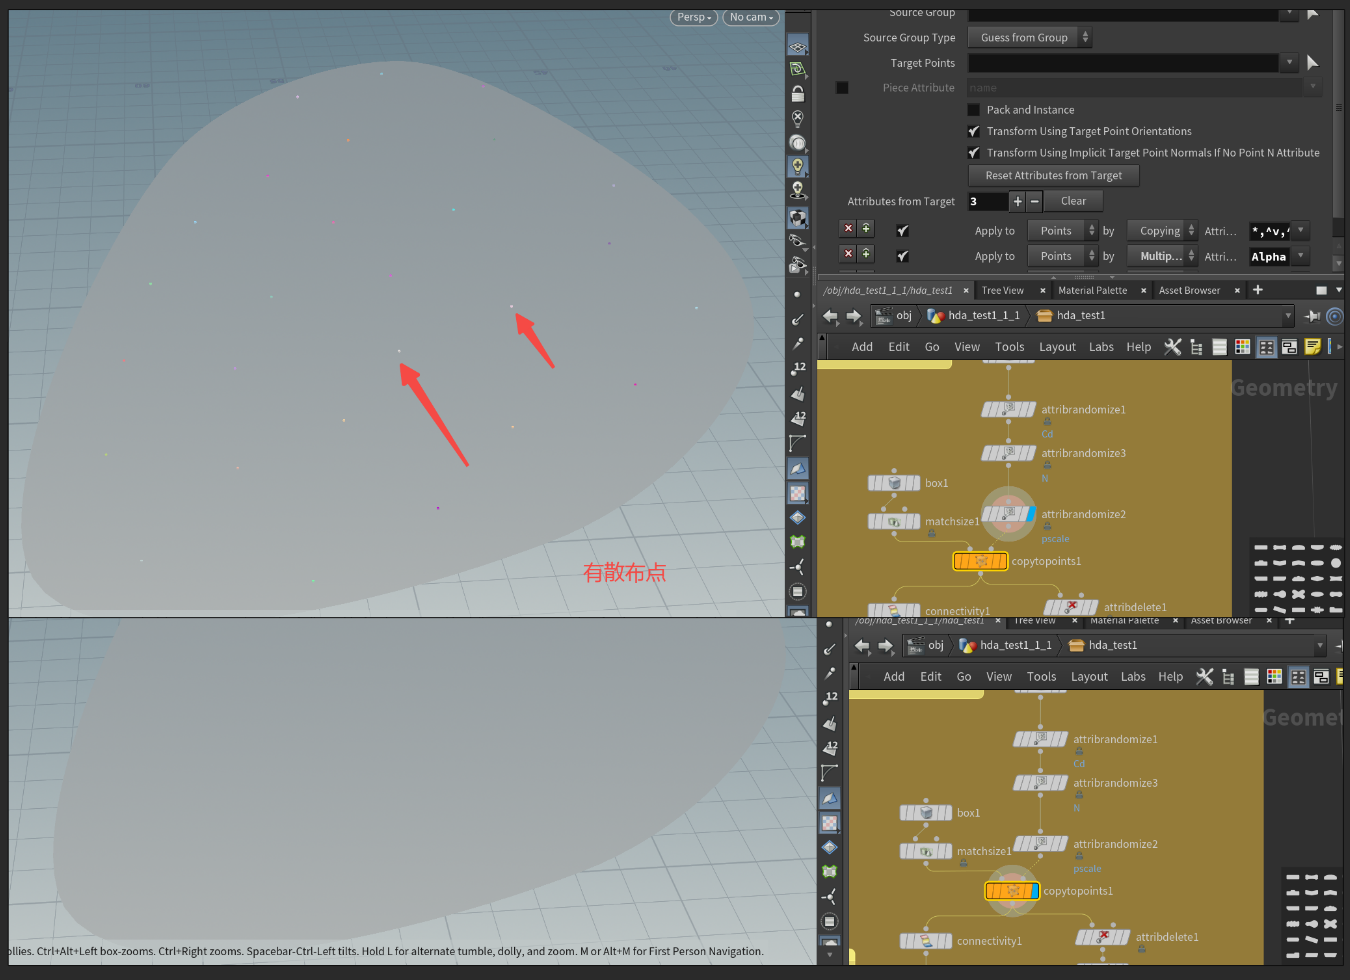 Persp
No cam
Source Group
Source Group Type
Guess from Group
Target Points
Piece Attribute
name
Pack and Instance
Transform Using Target Point Orientations
Transform Using Implicit Target Point Normals If No Point N Attribute
Reset Attributes from Target
Attributes from Target
3
Clear
Apply to
Points
by
Copying
Attri...
*,^v,^
Apply to
Points
by
Multip...
Attri...
Alpha
/obj/hda_test1_1_1/hda_test1
Tree View
Material Palette
Asset Browser
obj
hda_test1_1_1
hda_test1
Add Edit Go View Tools Layout Labs Help
12
12
Geometry
attribrandomize1
Cd
attribrandomize3
N
box1
attribrandomize2
matchsize1
pscale
copytopoints1
connectivity1
attribdelete1
有散布点
/obj/hda_test1_1_1/hda_test1
Tree View
Material Palette
Asset Browser
obj
hda_test1_1_1
hda_test1
Add Edit Go View Tools Layout Labs Help
12
12
Geomet
attribrandomize1
Cd
attribrandomize3
N
box1
attribrandomize2
matchsize1
pscale
copytopoints1
connectivity1
attribdelete1
ollies. Ctrl+Alt+Left box-zooms. Ctrl+Right zooms. Spacebar-Ctrl-Left tilts. Hold L for alternate tumble, dolly, and zoom. M or Alt+M for First Person Navigation.